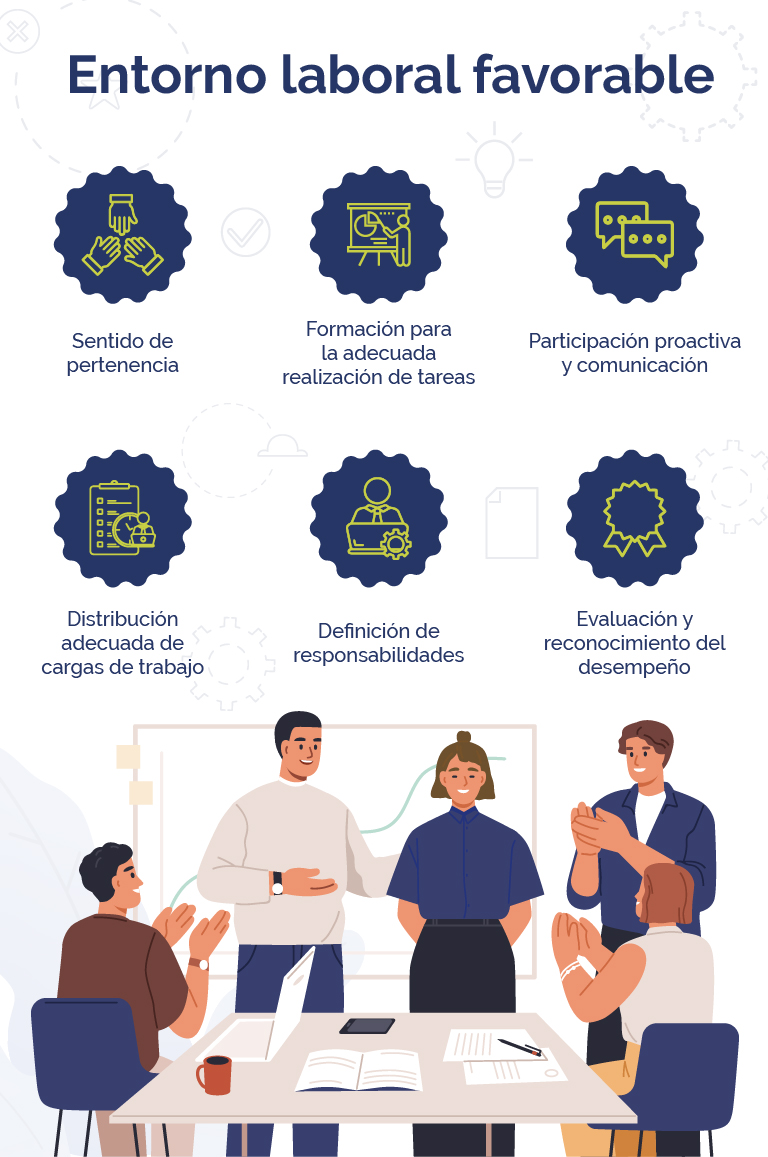 Entorno laboral favorable
Sentido de
pertenencia
Formación para
la adecuada
realización de tareas
Participación proactiva
y comunicación
Distribución
adecuada de
cargas de trabajo
Definición de
responsabilidades
Evaluación y
reconocimiento del
desempeño